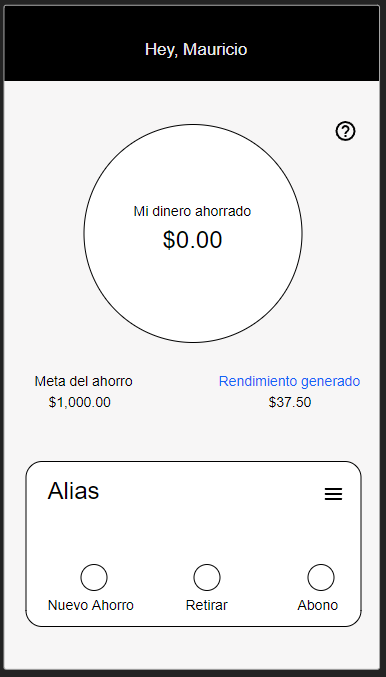 Hey, Mauricio
Mi dinero ahorrado
$0.00
Meta del ahorro
$1,000.00
Rendimiento generado
$37.50
Alias
Nuevo Ahorro
Retirar
Abono